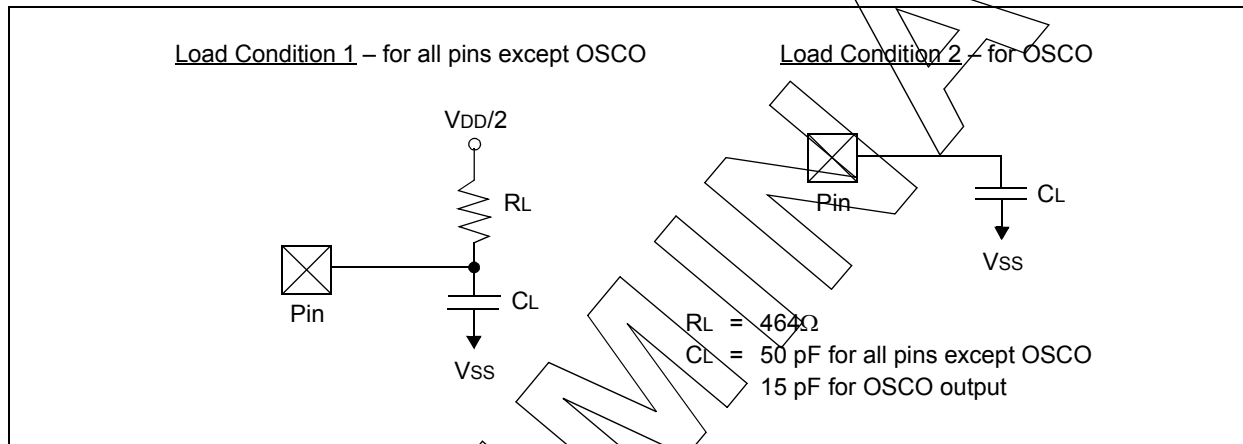 Load Condition 1 – for all pins except OSCO
Load Condition 2 – for OSCO
VDD/2
RL
Pin
CL
VSS
Pin
CL
VSS
RL = 464Ω
CL = 50 pF for all pins except OSCO
15 pF for OSCO output